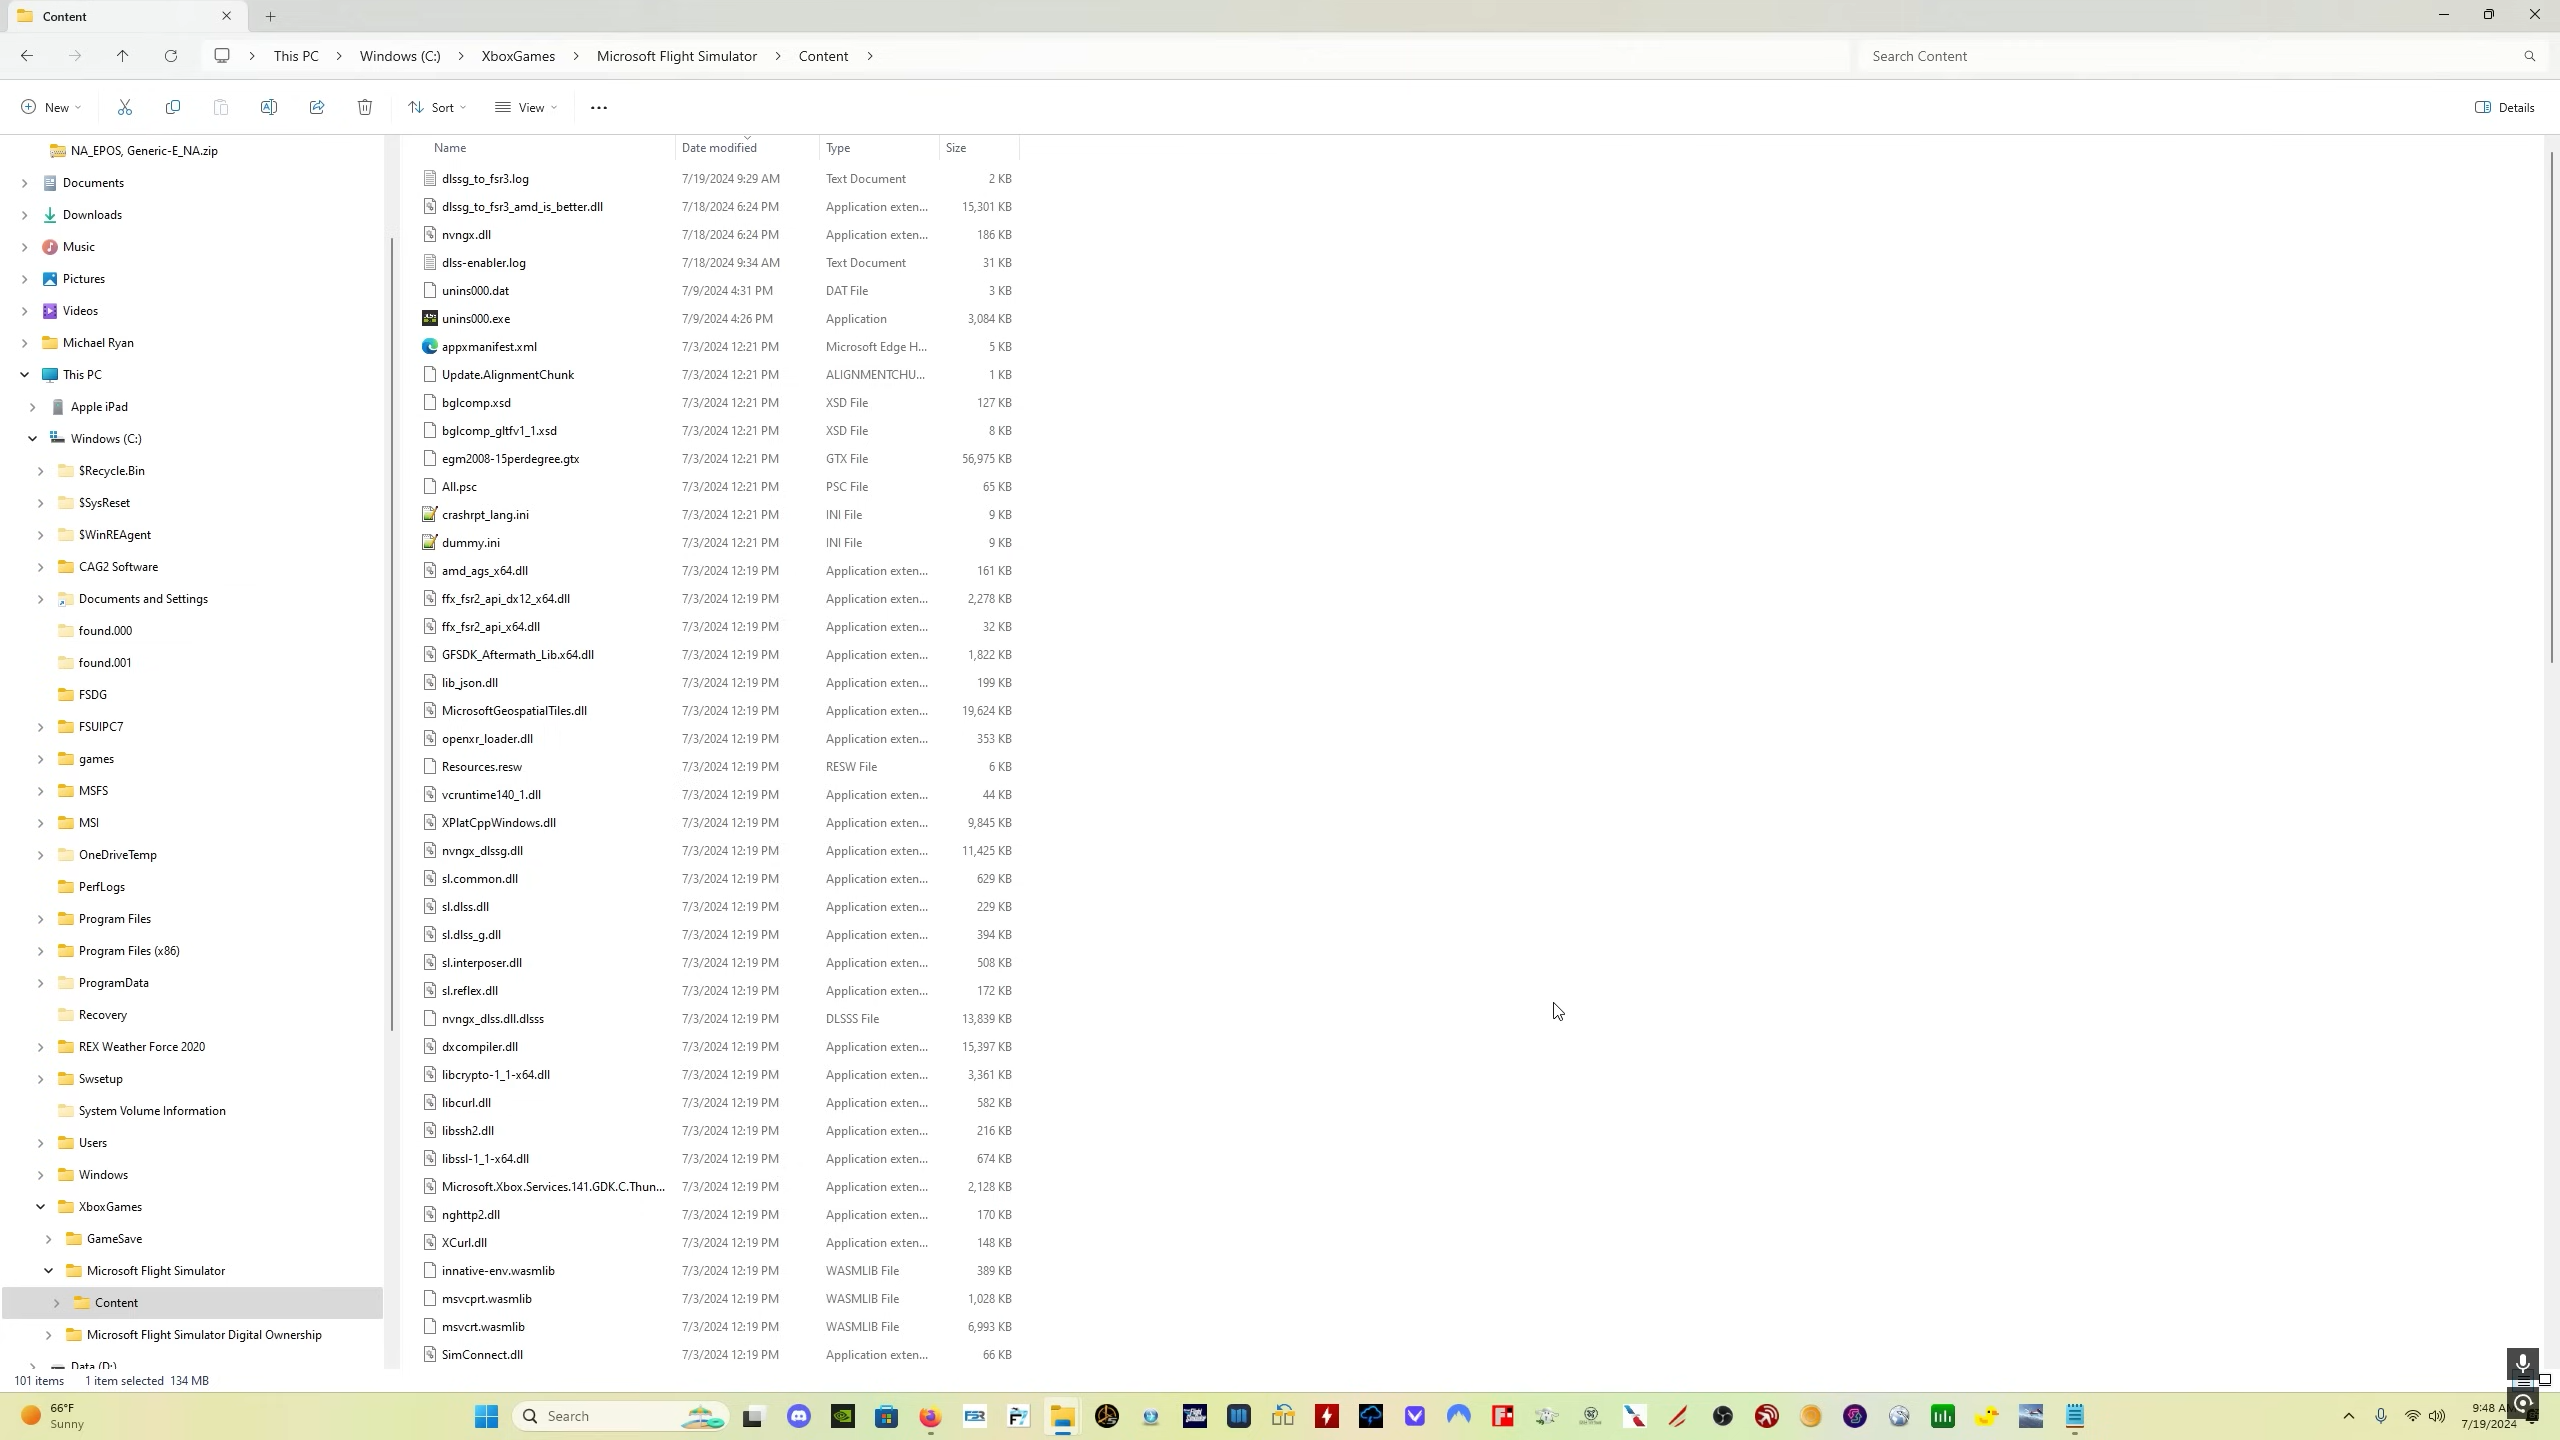 Content
This PC > Windows (C:) > XboxGames > Microsoft Flight Simulator > Content >
Search Content
New
Sort
View
Details
NA_EPOS, Generic-E_NA.zip
Documents
Downloads
Music
Pictures
Videos
Michael Ryan
This PC
Apple iPad
Windows (C:)
$Recycle.Bin
$SysReset
$WinREAgent
CAG2 Software
Documents and Settings
found.000
found.001
FSDG
FSUIPC7
games
MSFS
MSI
OneDriveTemp
PerfLogs
Program Files
Program Files (x86)
ProgramData
Recovery
REX Weather Force 2020
Swsetup
System Volume Information
Users
Windows
XboxGames
GameSave
Microsoft Flight Simulator
Content
Microsoft Flight Simulator Digital Ownership
Data (D:)
Name Date modified Type Size
dlssg_to_fsr3.log 7/19/2024 9:29 AM Text Document 2 KB
dlssg_to_fsr3_amd_is_better.dll 7/18/2024 6:24 PM Application exten... 15,301 KB
nvngx.dll 7/18/2024 6:24 PM Application exten... 186 KB
dlss-enabler.log 7/18/2024 9:34 AM Text Document 31 KB
unins000.dat 7/9/2024 4:31 PM DAT File 3 KB
unins000.exe 7/9/2024 4:26 PM Application 3,084 KB
appxmanifest.xml 7/3/2024 12:21 PM Microsoft Edge H... 5 KB
Update.AlignmentChunk 7/3/2024 12:21 PM ALIGNMENTCHU... 1 KB
bglcomp.xsd 7/3/2024 12:21 PM XSD File 127 KB
bglcomp_gltfv1_1.xsd 7/3/2024 12:21 PM XSD File 8 KB
egm2008-15perdegree.gtx 7/3/2024 12:21 PM GTX File 56,975 KB
All.psc 7/3/2024 12:21 PM PSC File 65 KB
crashrpt_lang.ini 7/3/2024 12:21 PM INI File 9 KB
dummy.ini 7/3/2024 12:21 PM INI File 9 KB
amd_ags_x64.dll 7/3/2024 12:19 PM Application exten... 161 KB
ffx_fsr2_api_dx12_x64.dll 7/3/2024 12:19 PM Application exten... 2,278 KB
ffx_fsr2_api_x64.dll 7/3/2024 12:19 PM Application exten... 32 KB
GFSDK_Aftermath_Lib.x64.dll 7/3/2024 12:19 PM Application exten... 1,822 KB
lib_json.dll 7/3/2024 12:19 PM Application exten... 199 KB
MicrosoftGeospatialTiles.dll 7/3/2024 12:19 PM Application exten... 19,624 KB
openxr_loader.dll 7/3/2024 12:19 PM Application exten... 353 KB
Resources.resw 7/3/2024 12:19 PM RESW File 6 KB
vcruntime140_1.dll 7/3/2024 12:19 PM Application exten... 44 KB
XPlatCppWindows.dll 7/3/2024 12:19 PM Application exten... 9,845 KB
nvngx_dlssg.dll 7/3/2024 12:19 PM Application exten... 11,425 KB
sl.common.dll 7/3/2024 12:19 PM Application exten... 629 KB
sl.dlss.dll 7/3/2024 12:19 PM Application exten... 229 KB
sl.dlss_g.dll 7/3/2024 12:19 PM Application exten... 394 KB
sl.interposer.dll 7/3/2024 12:19 PM Application exten... 508 KB
sl.reflex.dll 7/3/2024 12:19 PM Application exten... 172 KB
nvngx_dlss.dll.dlsss 7/3/2024 12:19 PM DLSSS File 13,839 KB
dxcompiler.dll 7/3/2024 12:19 PM Application exten... 15,397 KB
libcrypto-1_1-x64.dll 7/3/2024 12:19 PM Application exten... 3,361 KB
libcurl.dll 7/3/2024 12:19 PM Application exten... 582 KB
libssh2.dll 7/3/2024 12:19 PM Application exten... 216 KB
libssl-1_1-x64.dll 7/3/2024 12:19 PM Application exten... 674 KB
Microsoft.Xbox.Services.141.GDK.C.Thun... 7/3/2024 12:19 PM Application exten... 2,128 KB
nghttp2.dll 7/3/2024 12:19 PM Application exten... 170 KB
XCurl.dll 7/3/2024 12:19 PM Application exten... 148 KB
innative-env.wasmlib 7/3/2024 12:19 PM WASMLIB File 389 KB
msvcprt.wasmlib 7/3/2024 12:19 PM WASMLIB File 1,028 KB
msvcrt.wasmlib 7/3/2024 12:19 PM WASMLIB File 6,993 KB
SimConnect.dll 7/3/2024 12:19 PM Application exten... 66 KB
101 items 1 item selected 134 MB
66°F
Sunny
Search
FSR
9:48 AM
7/19/2024